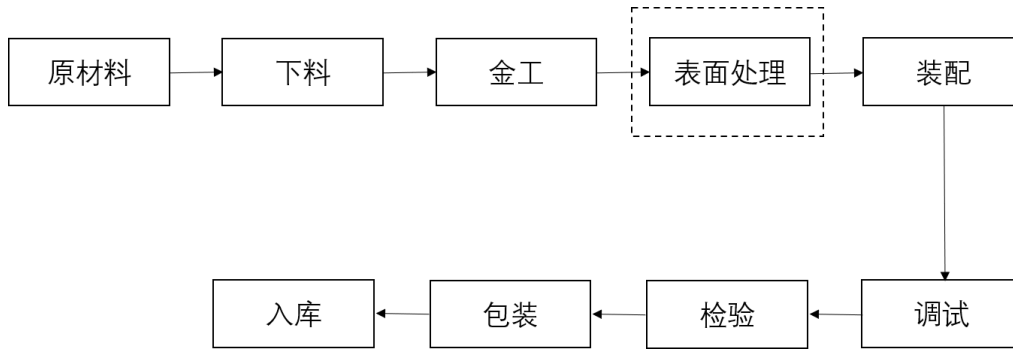 原材料
下料
金工
表面处理
装配
调试
检验
包装
入库